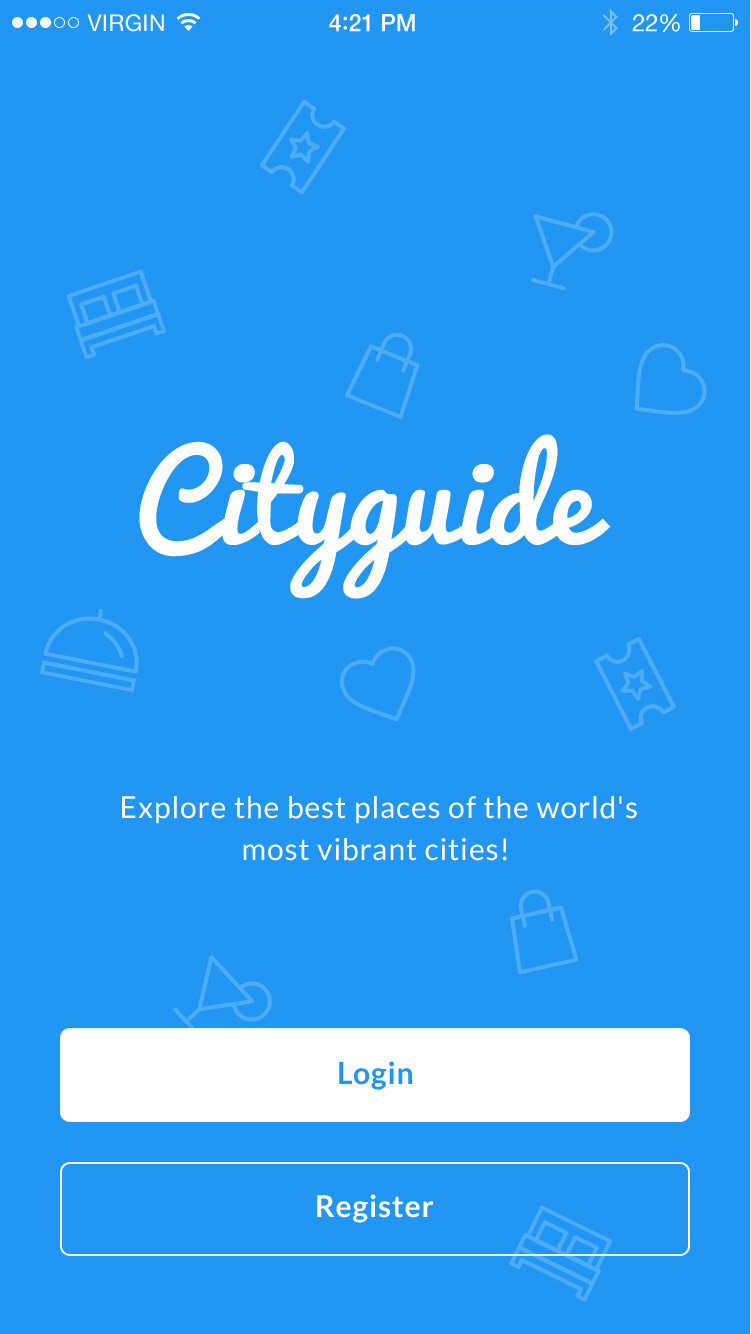 VIRGIN 4:21 PM 22%
Cityguide
Explore the best places of the world's
most vibrant cities!
Login
Register